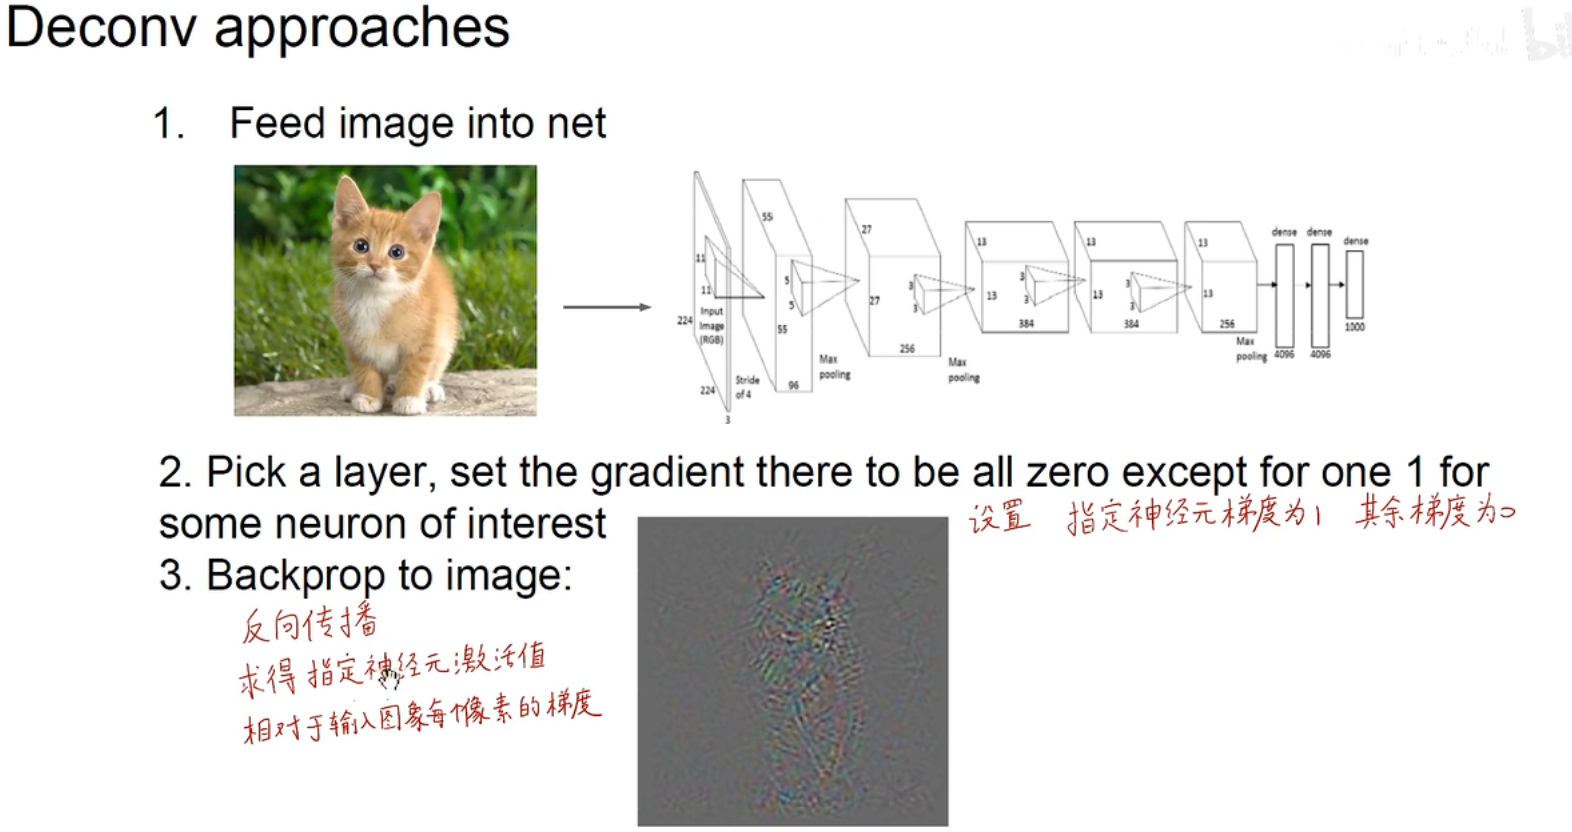 Deconv approaches
1. Feed image into net
55
27
13
13
13
dense
dense
dense
11
11
5
5
3
3
3
3
3
3
224
Input
Image
(RGB)
55
27
13
13
13
384
384
256
1000
256
Max
pooling
4096
4096
Max
pooling
Max
pooling
Stride
of 4
96
224
3
2. Pick a layer, set the gradient there to be all zero except for one 1 for
some neuron of interest
设置 指定神经元梯度为1 其余梯度为0
3. Backprop to image:
反向传播
求得指定神经元激活值
相对于输入图象每个像素的梯度